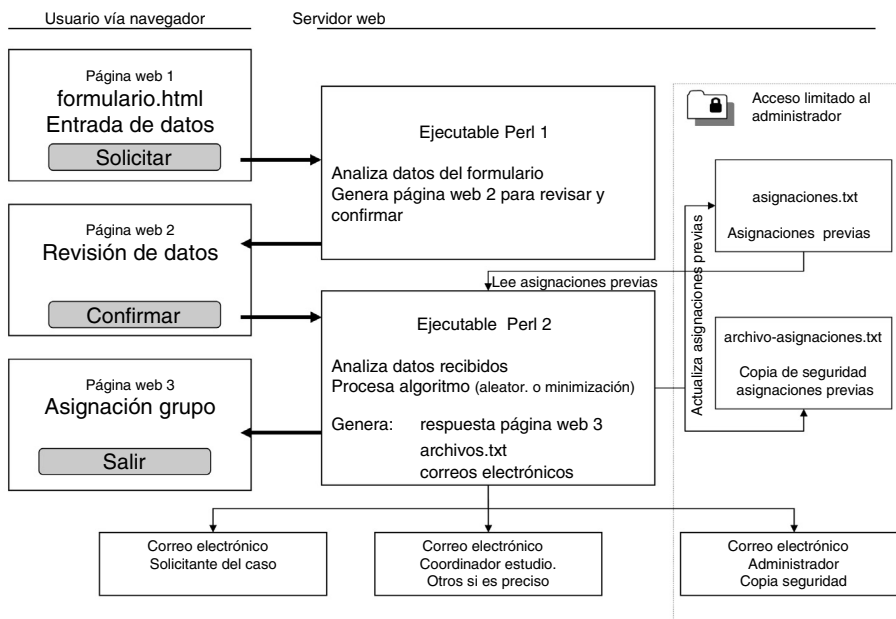 Usuario vía navegador
Servidor web
Página web 1
formulario.html
Entrada de datos
Solicitar
Ejecutable Perl 1
Analiza datos del formulario
Genera página web 2 para revisar y
confirmar
Acceso limitado al
administrador
asignaciones.txt
Asignaciones previas
Página web 2
Revisión de datos
Confirmar
Lee asignaciones previas
Actualiza asignaciones previas
Ejecutable Perl 2
Analiza datos recibidos
Procesa algoritmo (aleator. o minimización)
Genera: respuesta página web 3
archivos.txt
correos electrónicos
archivo-asignaciones.txt
Copia de seguridad
asignaciones previas
Página web 3
Asignación grupo
Salir
Correo electrónico
Solicitante del caso
Correo electrónico
Coordinador estudio.
Otros si es preciso
Correo electrónico
Administrador
Copia seguridad